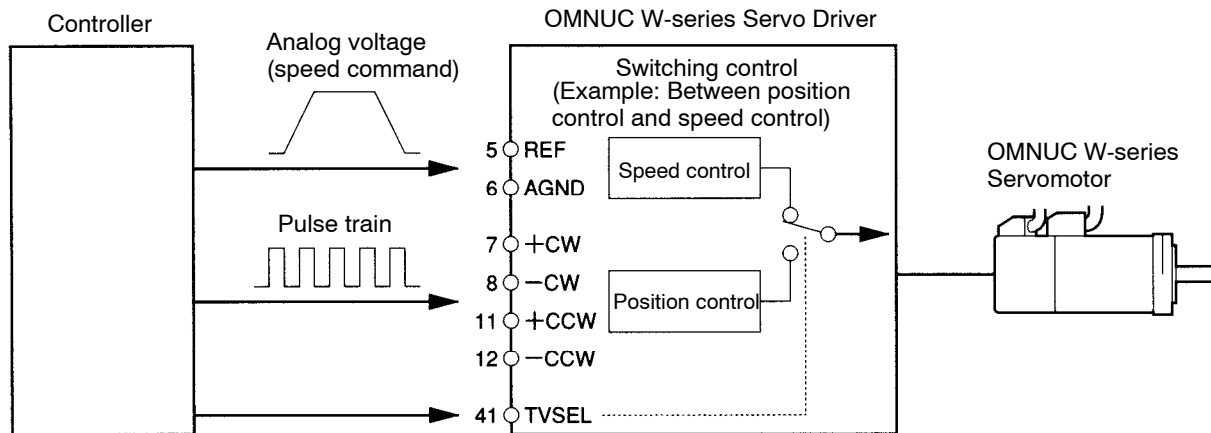 Controller
OMNUC W-series Servo Driver
Analog voltage
(speed command)
Switching control
(Example: Between position
control and speed control)
5 REF
6 AGND
Speed control
OMNUC W-series
Servomotor
Pulse train
7 +CW
8 −CW
11 +CCW
12 −CCW
Position control
41 TVSEL